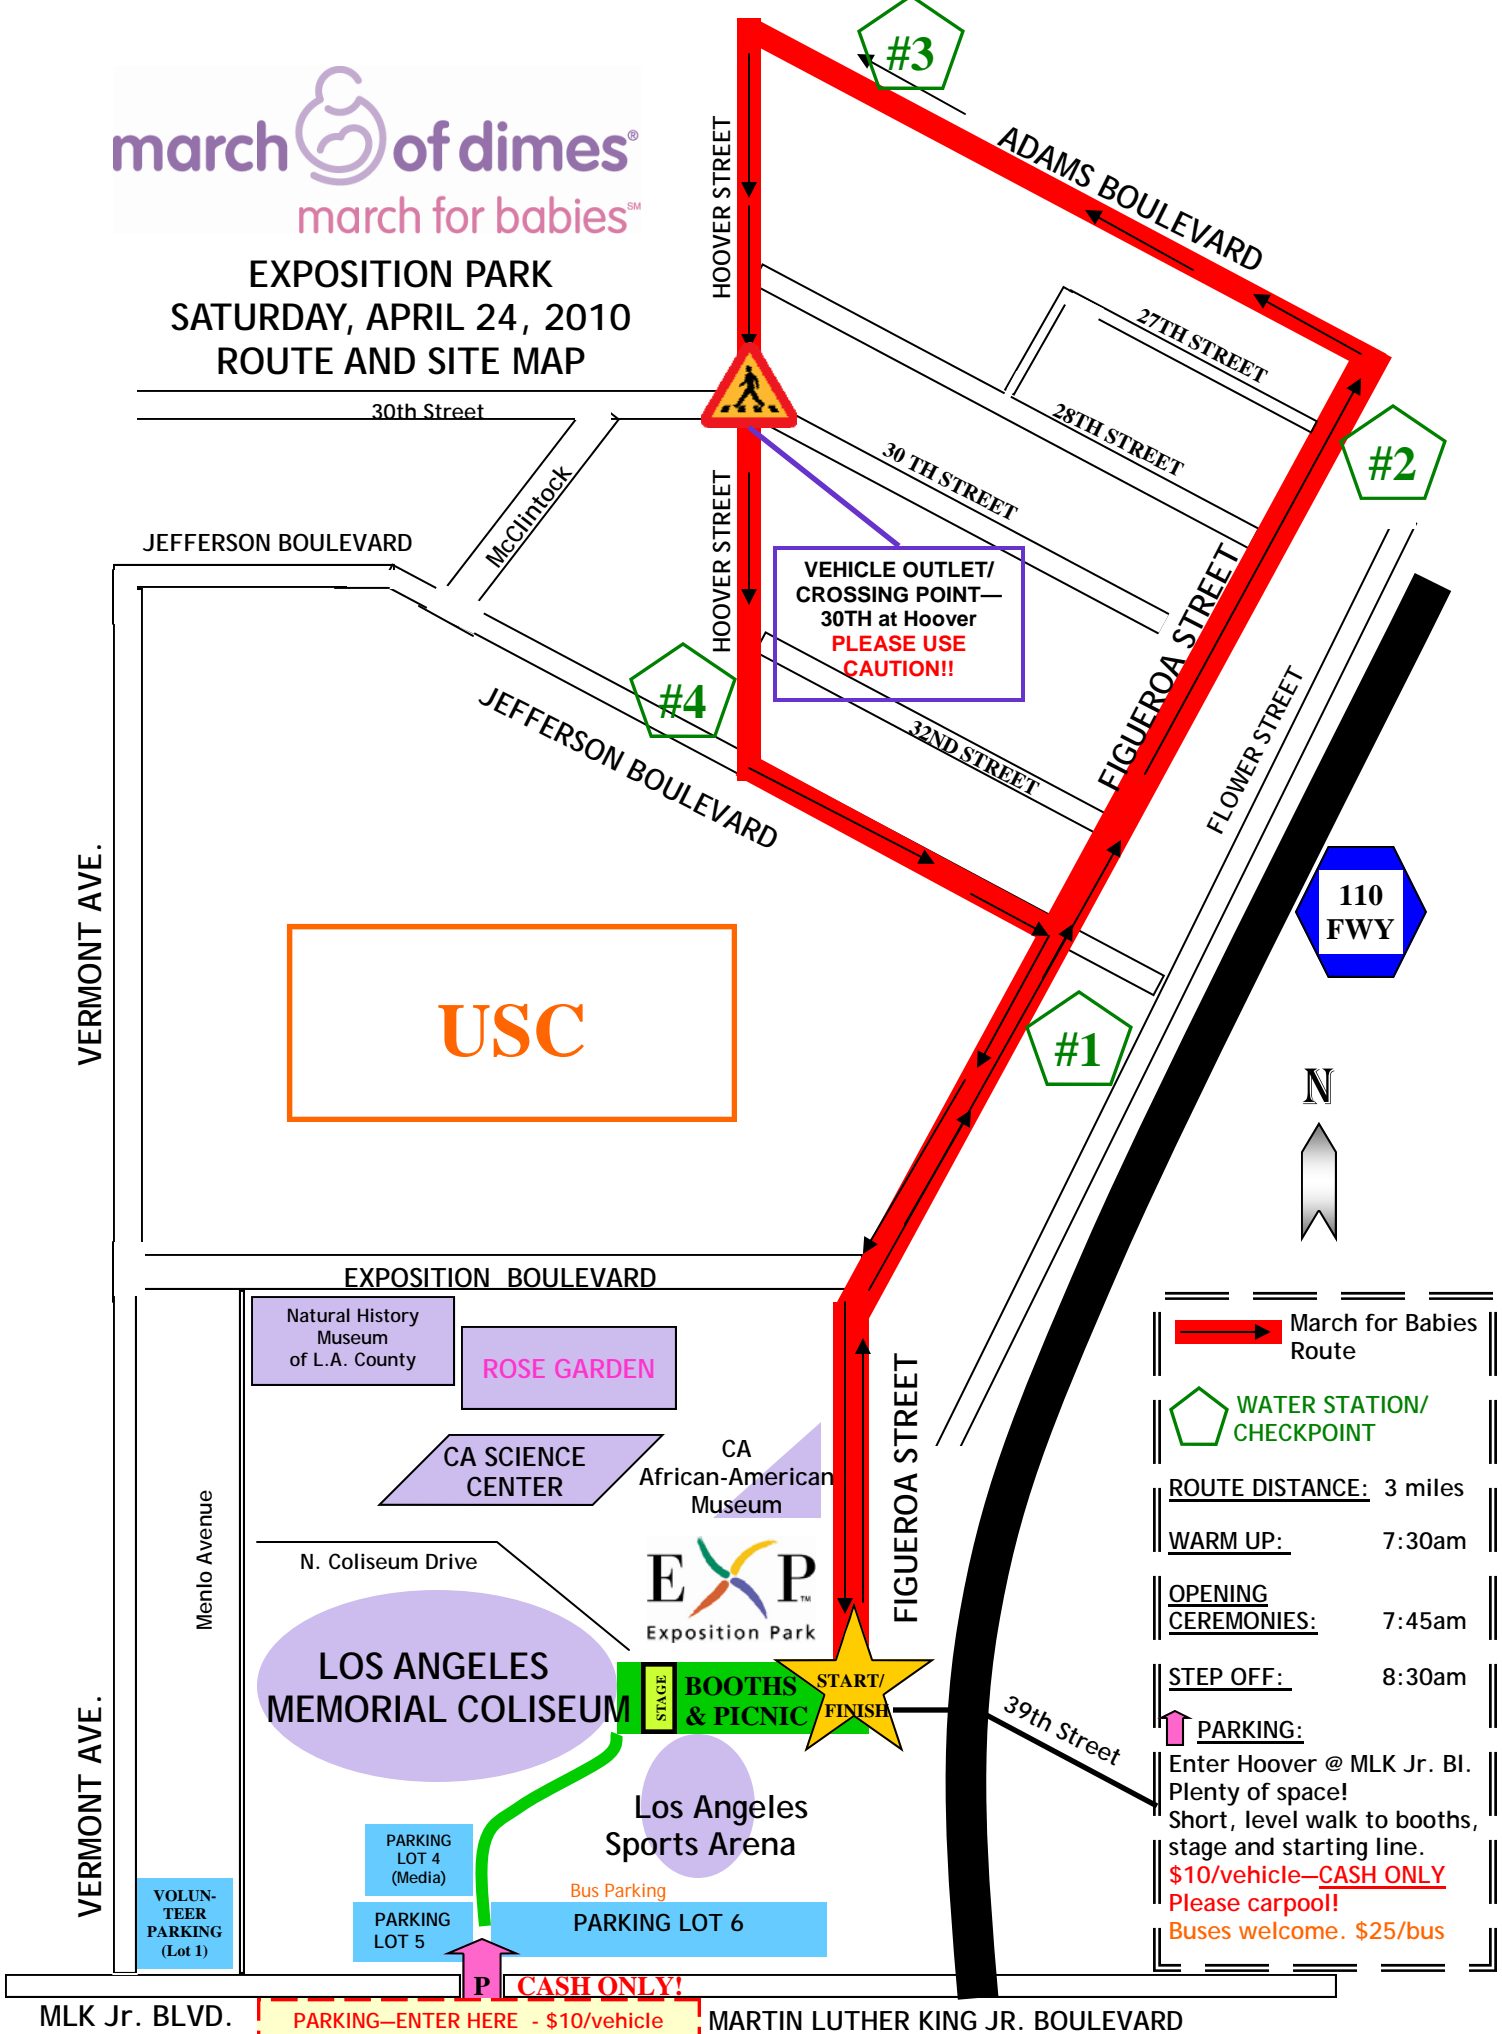 march of dimes®
march for babies℠
EXPOSITION PARK
SATURDAY, APRIL 24, 2010
ROUTE AND SITE MAP
#3
ADAMS BOULEVARD
HOOVER STREET
27TH STREET
28TH STREET
30 TH STREET
#2
30th Street
McClintock
HOOVER STREET
JEFFERSON BOULEVARD
VEHICLE OUTLET/
CROSSING POINT—
30TH at Hoover
PLEASE USE
CAUTION!!
FIGUEROA STREET
FLOWER STREET
#4
32ND STREET
JEFFERSON BOULEVARD
VERMONT AVE.
110
FWY
USC
#1
N
EXPOSITION BOULEVARD
Natural History
Museum
of L.A. County
ROSE GARDEN
CA SCIENCE
CENTER
CA
African-American
Museum
FIGUEROA STREET
Menlo Avenue
N. Coliseum Drive
EXP™
Exposition Park
LOS ANGELES
MEMORIAL COLISEUM
STAGE
BOOTHS
& PICNIC
START/
FINISH
39th Street
Los Angeles
Sports Arena
VERMONT AVE.
PARKING
LOT 4
(Media)
Bus Parking
PARKING
LOT 5
PARKING LOT 6
VOLUN-
TEER
PARKING
(Lot 1)
P
CASH ONLY!
MLK Jr. BLVD.
PARKING—ENTER HERE - $10/vehicle
MARTIN LUTHER KING JR. BOULEVARD
March for Babies
Route
WATER STATION/
CHECKPOINT
ROUTE DISTANCE: 3 miles
WARM UP: 7:30am
OPENING
CEREMONIES: 7:45am
STEP OFF: 8:30am
PARKING:
Enter Hoover @ MLK Jr. Bl.
Plenty of space!
Short, level walk to booths,
stage and starting line.
$10/vehicle—CASH ONLY
Please carpool!
Buses welcome. $25/bus